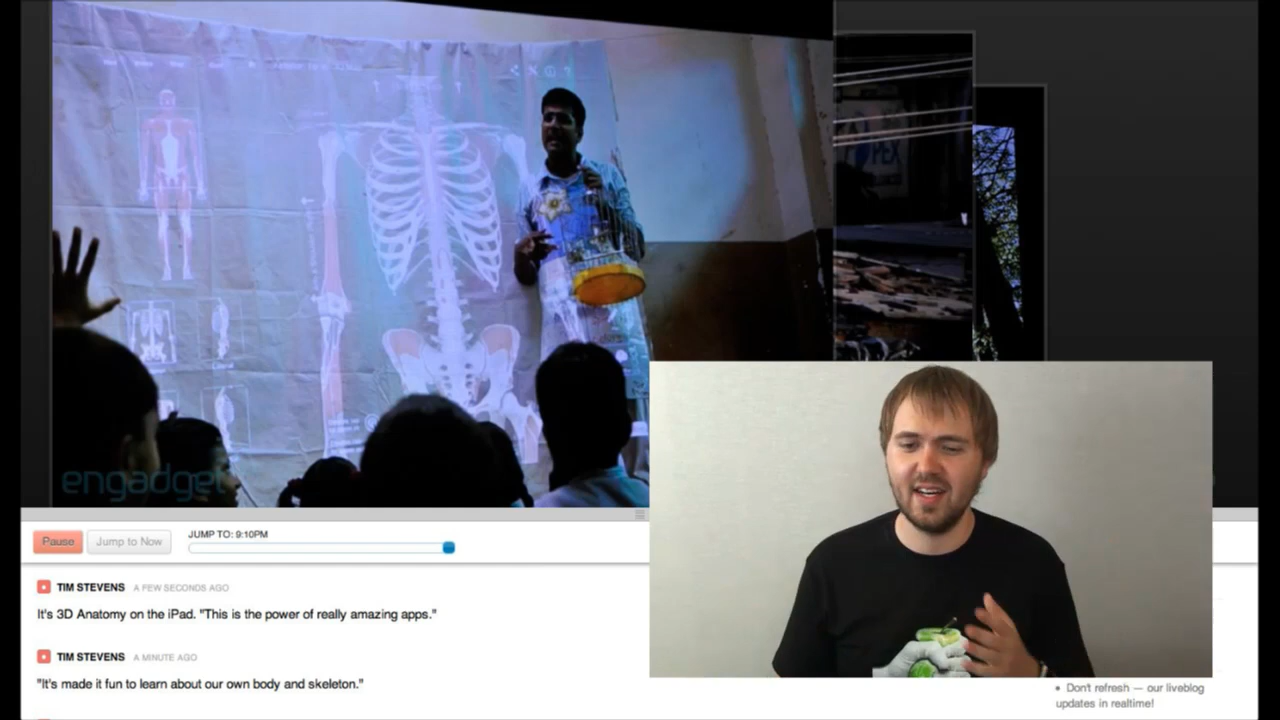 engadget
Pause
Jump to Now
JUMP TO: 9:10PM
TIM STEVENS A FEW SECONDS AGO
It's 3D Anatomy on the iPad. "This is the power of really amazing apps."
TIM STEVENS A MINUTE AGO
"It's made it fun to learn about our own body and skeleton."
• Don't refresh — our liveblog
updates in realtime!